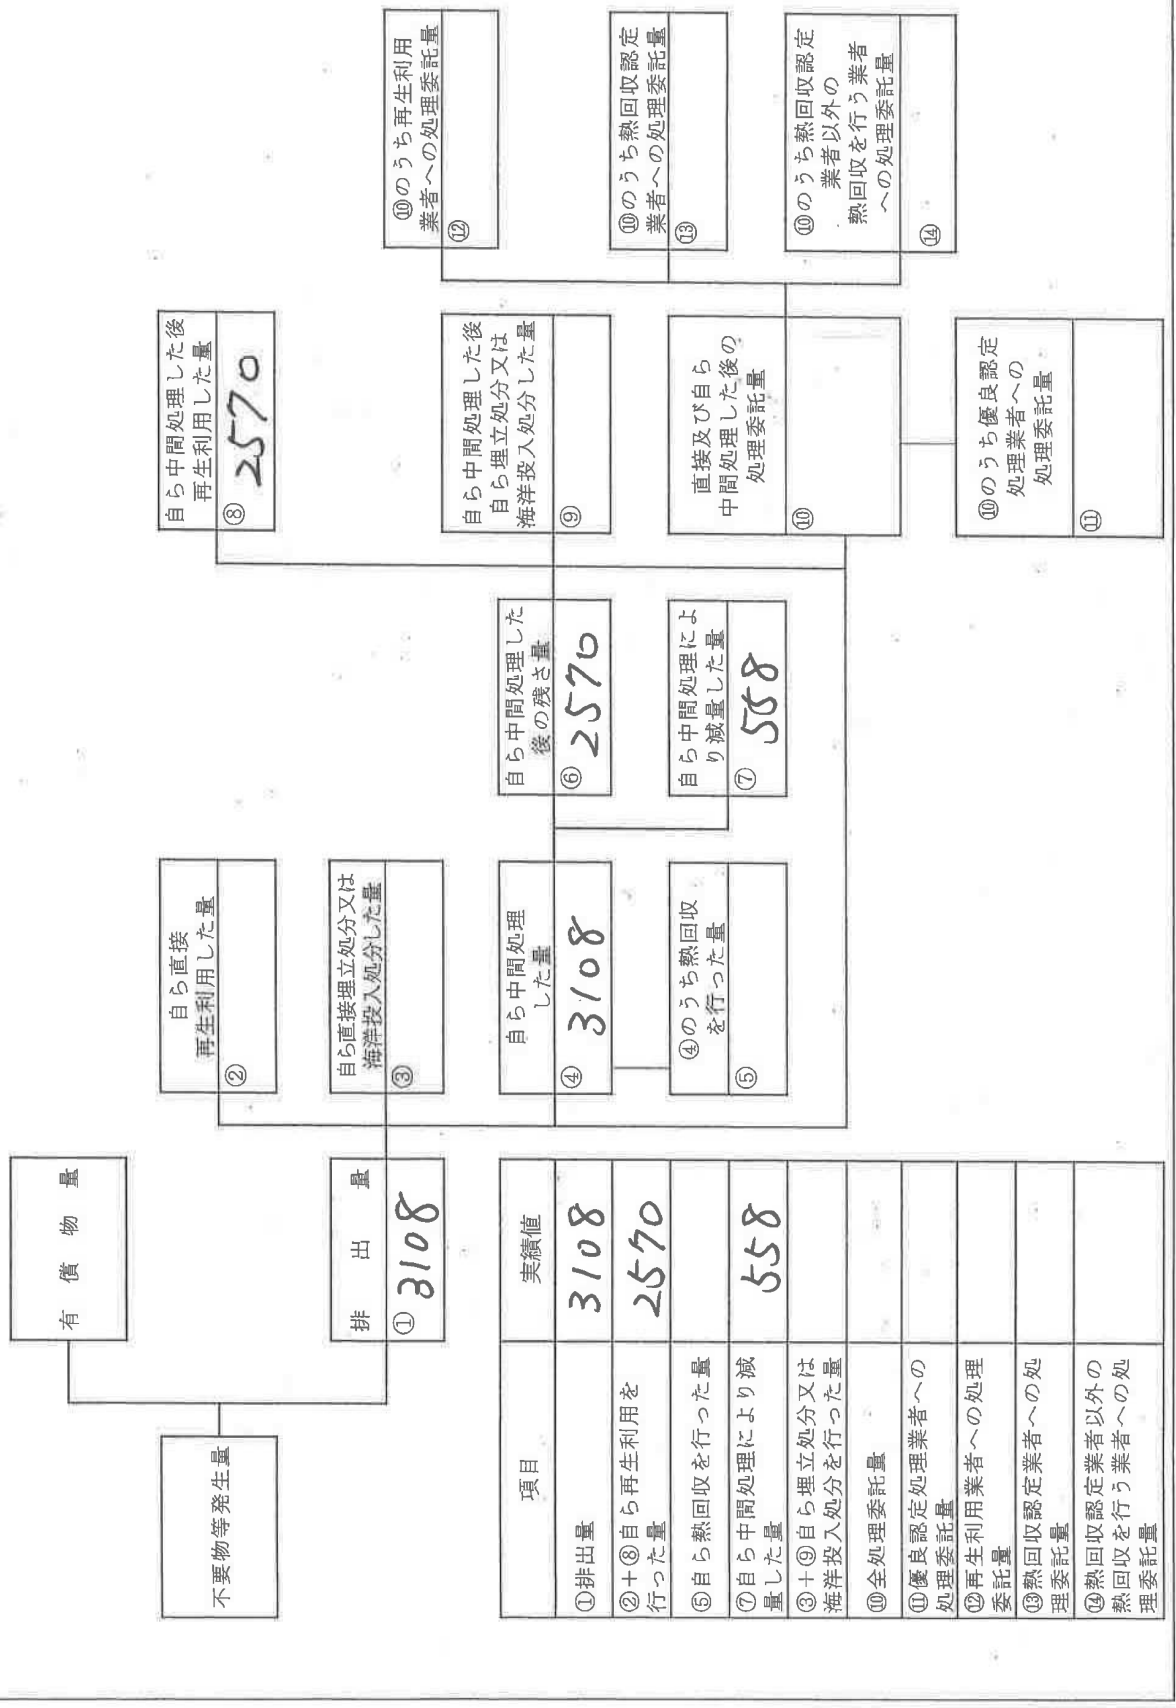 不要物等発生量
有償物量
排出量
① 3108
自ら直接
再生利用した量
②
自ら直接埋立処分又は
海洋投入処分した量
③
自ら中間処理
した量
④ 3108
④のうち熱回収
を行った量
⑤
自ら中間処理した
後の残さ量
⑥ 2570
自ら中間処理によ
り減量した量
⑦ 558
自ら中間処理した後
再生利用した量
⑧ 2570
自ら中間処理した後
自ら埋立処分又は
海洋投入処分した量
⑨
直接及び自ら
中間処理した後の
処理委託量
⑩
⑩のうち優良認定
処理業者への
処理委託量
⑪
⑩のうち再生利用
業者への処理委託量
⑫
⑩のうち熱回収認定
業者への処理委託量
⑬
⑩のうち熱回収認定
業者以外の
熱回収を行う業者
への処理委託量
⑭
項目 実績値
①排出量 3108
②+⑧自ら再生利用を
行った量 2570
⑤自ら熱回収を行った量
⑦自ら中間処理により減
量した量 558
③+⑨自ら埋立処分又は
海洋投入処分を行った量
⑩全処理委託量
⑪優良認定処理業者への
処理委託量
⑫再生利用業者への処理
委託量
⑬熱回収認定業者への処
理委託量
⑭熱回収認定業者以外の
熱回収を行う業者への処
理委託量